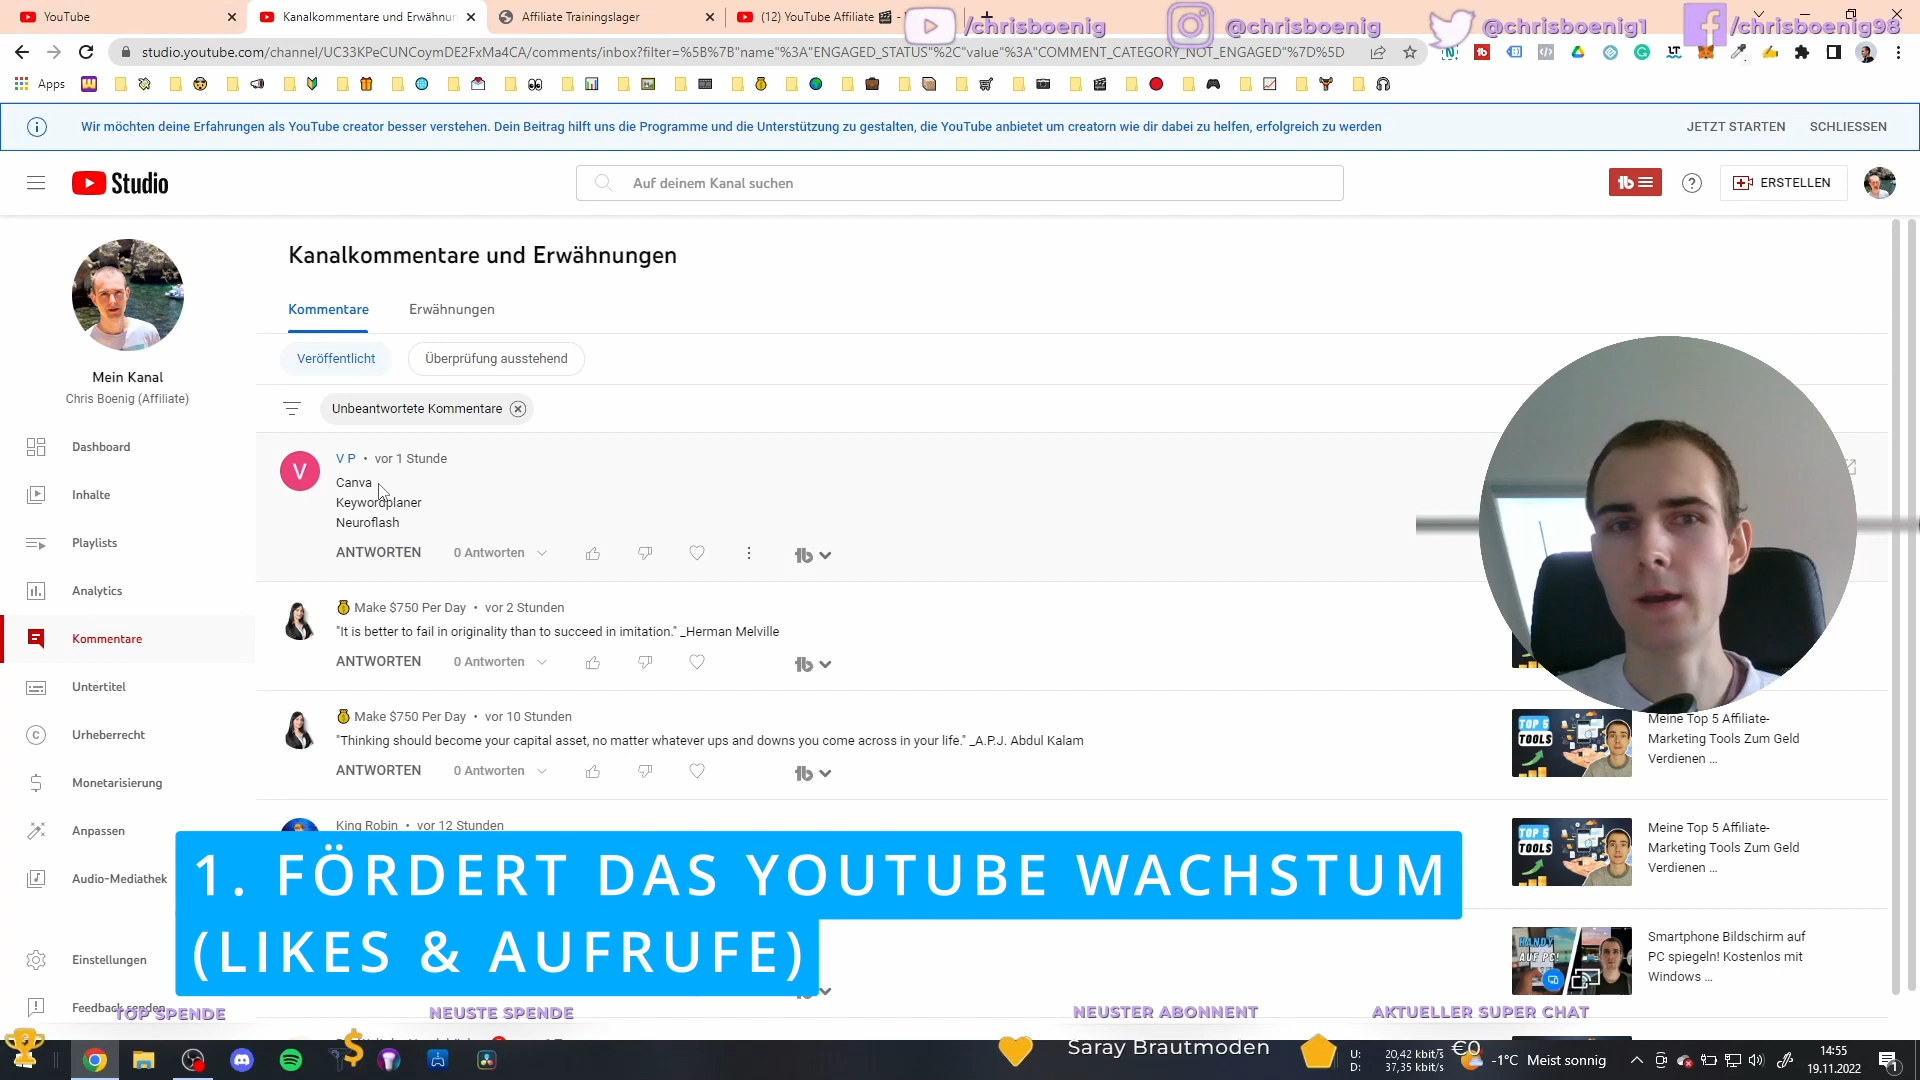 YouTube
Kanalkommentare und Erwähnun
Affiliate Trainingslager
(12) YouTube Affiliate
/chrisboenig
@chrisboenig
@chrisboenig1
/chrisboenig98
studio.youtube.com/channel/UC33KPeCUNCoymDE2FxMa4CA/comments/inbox?filter=%5B%7B"name"%3A"ENGAGED_STATUS"%2C"value"%3A"COMMENT_CATEGORY_NOT_ENGAGED"%7D%5D
Apps
Wir möchten deine Erfahrungen als YouTube creator besser verstehen. Dein Beitrag hilft uns die Programme und die Unterstützung zu gestalten, die YouTube anbietet um creatorn wie dir dabei zu helfen, erfolgreich zu werden
JETZT STARTEN
SCHLIESSEN
Studio
Auf deinem Kanal suchen
ERSTELLEN
Kanalkommentare und Erwähnungen
Kommentare
Erwähnungen
Veröffentlicht
Überprüfung ausstehend
Unbeantwortete Kommentare
Mein Kanal
Chris Boenig (Affiliate)
Dashboard
Inhalte
Playlists
Analytics
Kommentare
Untertitel
Urheberrecht
Monetarisierung
Anpassen
Audio-Mediathek
Einstellungen
Feedback senden
V
V P • vor 1 Stunde
Canva
Keywordplaner
Neuroflash
ANTWORTEN 0 Antworten
Make $750 Per Day • vor 2 Stunden
"It is better to fail in originality than to succeed in imitation." _Herman Melville
ANTWORTEN 0 Antworten
Make $750 Per Day • vor 10 Stunden
"Thinking should become your capital asset, no matter whatever ups and downs you come across in your life." _A.P.J. Abdul Kalam
ANTWORTEN 0 Antworten
King Robin • vor 12 Stunden
TOP 5
TOOLS
Meine Top 5 Affiliate-
Marketing Tools Zum Geld
Verdienen ...
TOP 5
TOOLS
Meine Top 5 Affiliate-
Marketing Tools Zum Geld
Verdienen ...
HANDY
AUF PC!
Smartphone Bildschirm auf
PC spiegeln! Kostenlos mit
Windows ...
1. FÖRDERT DAS YOUTUBE WACHSTUM
(LIKES & AUFRUFE)
TOP SPENDE
NEUSTE SPENDE
NEUSTER ABONNENT
AKTUELLER SUPER CHAT
Saray Brautmoden
€0
U: 20,42 kbit/s
D: 37,35 kbit/s
-1°C Meist sonnig
14:55
19.11.2022
1